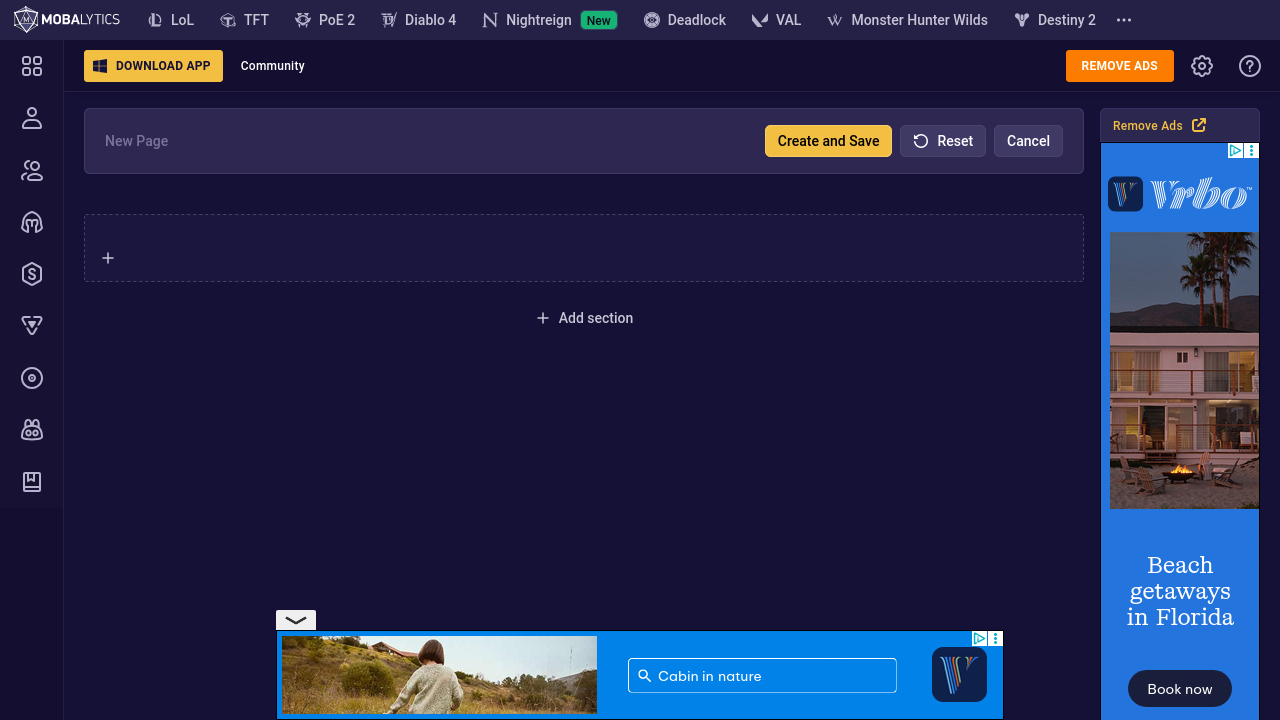 MOBALYTICS
LoL
TFT
PoE 2
Diablo 4
Nightreign
New
Deadlock
VAL
Monster Hunter Wilds
Destiny 2
DOWNLOAD APP
Community
REMOVE ADS
New Page
Create and Save
Reset
Cancel
Remove Ads
Vrbo™
Add section
Beach
getaways
in Florida
Book now
Cabin in nature